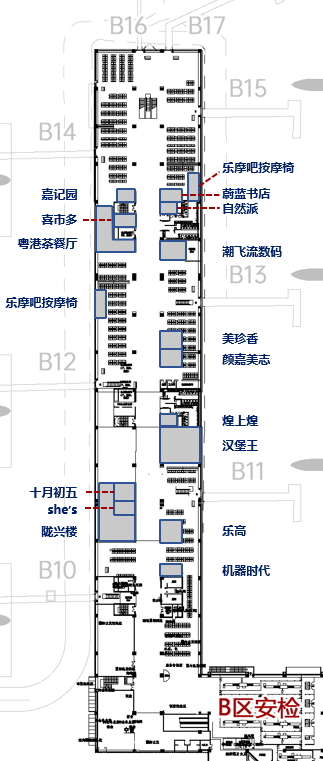 B16
B17
B15
B14
乐摩吧按摩椅
嘉记园
蔚蓝书店
自然派
喜市多
粤港茶餐厅
潮飞流数码
B13
乐摩吧按摩椅
美珍香
颜嘉美志
B12
煌上煌
汉堡王
B11
十月初五
she's
陇兴楼
乐高
B10
机器时代
B区安检